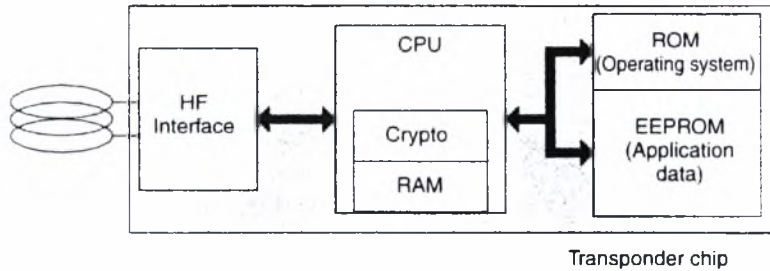 HF
Interface
CPU
Crypto
RAM
ROM
(Operating system)
EEPROM
(Application
data)
Transponder chip